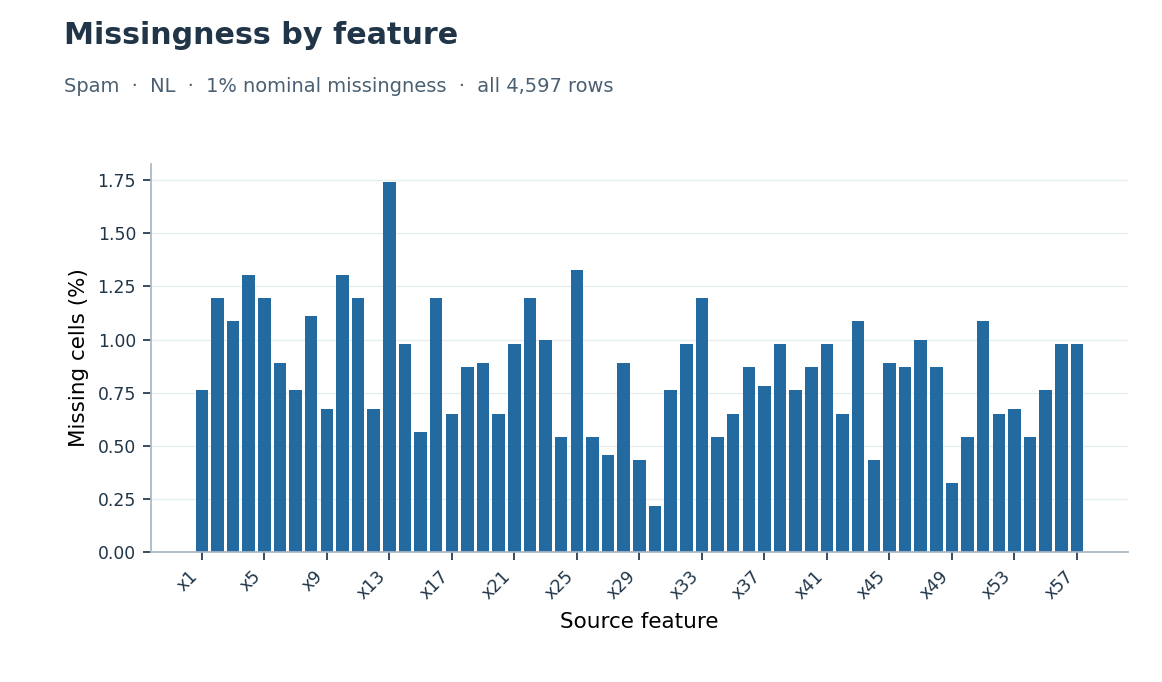 Missingness by feature
Spam · NL · 1% nominal missingness · all 4,597 rows
1.75
1.50
1.25
1.00
0.75
0.50
0.25
0.00
Missing cells (%)
x1 x5 x9 x13 x17 x21 x25 x29 x33 x37 x41 x45 x49 x53 x57
Source feature